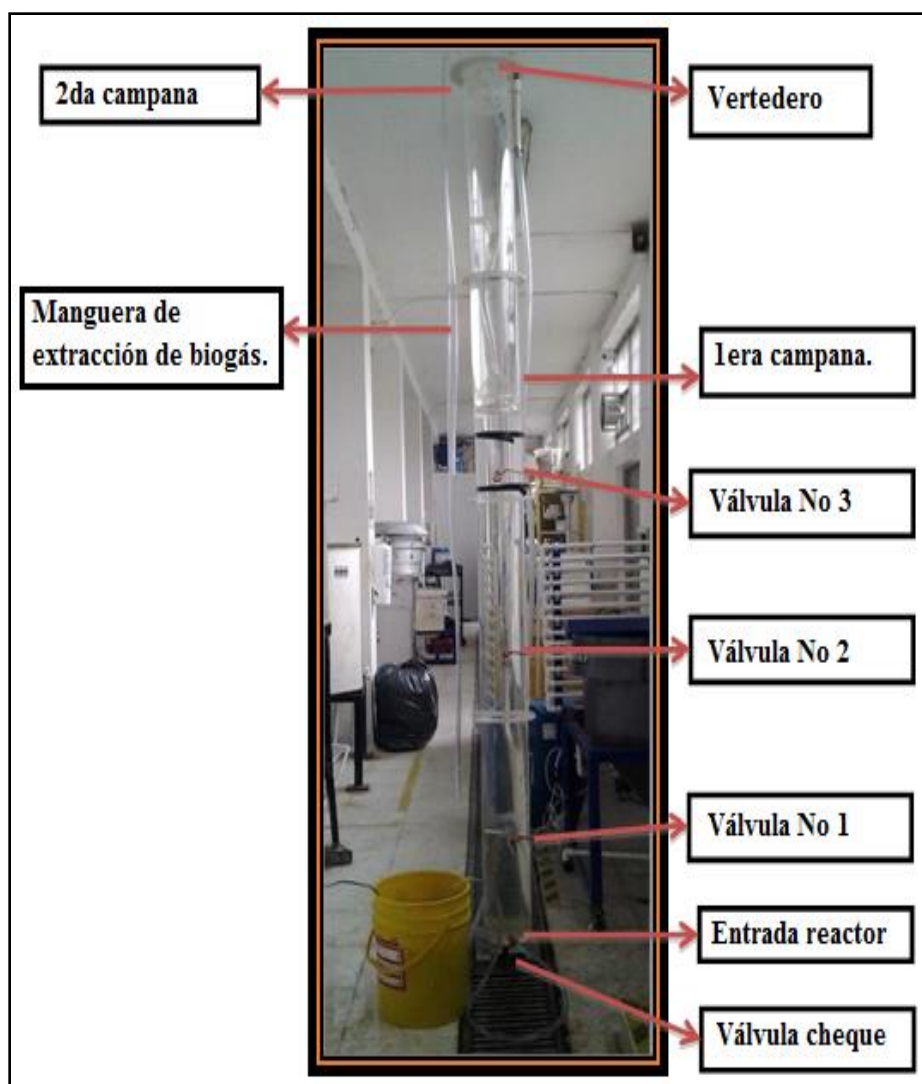 2da campana
Vertedero
Manguera de
extracción de biogás.
1era campana.
Válvula No 3
Válvula No 2
Válvula No 1
Entrada reactor
Válvula cheque